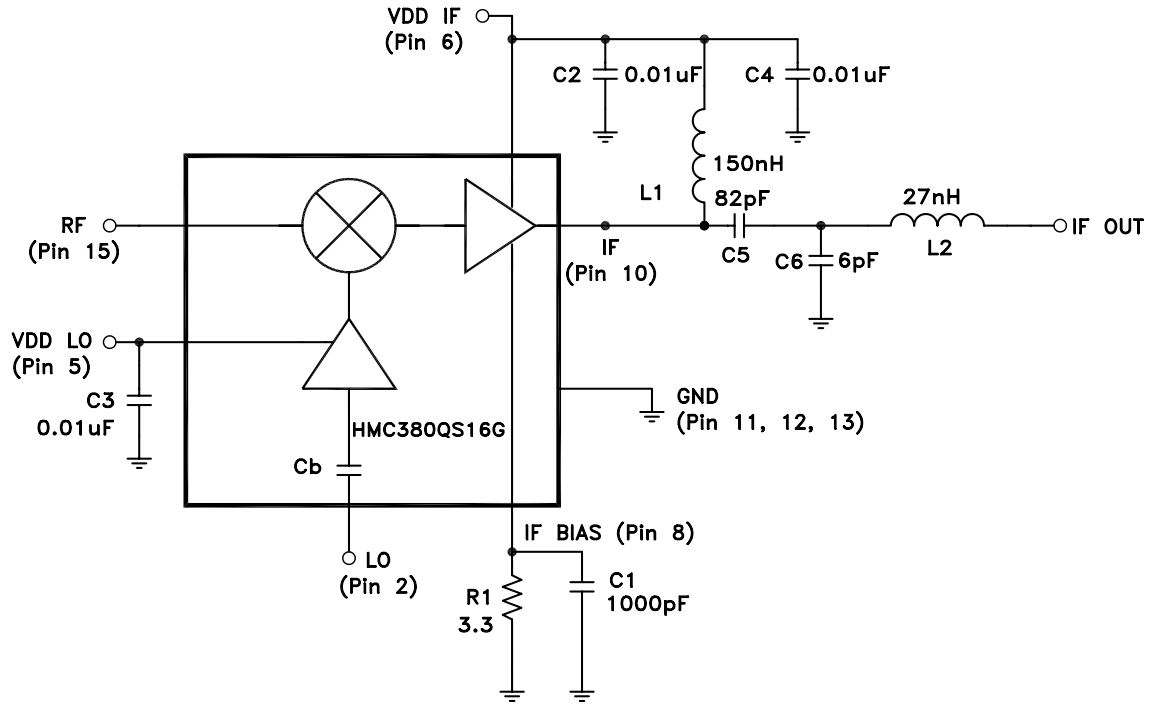 VDD IF
(Pin 6)
C2
0.01uF
C4
0.01uF
150nH
L1
82pF
27nH
RF
(Pin 15)
IF
(Pin 10)
C5
C6
6pF
L2
IF OUT
VDD LO
(Pin 5)
C3
0.01uF
GND
(Pin 11, 12, 13)
HMC380QS16G
Cb
IF BIAS (Pin 8)
LO
(Pin 2)
R1
3.3
C1
1000pF